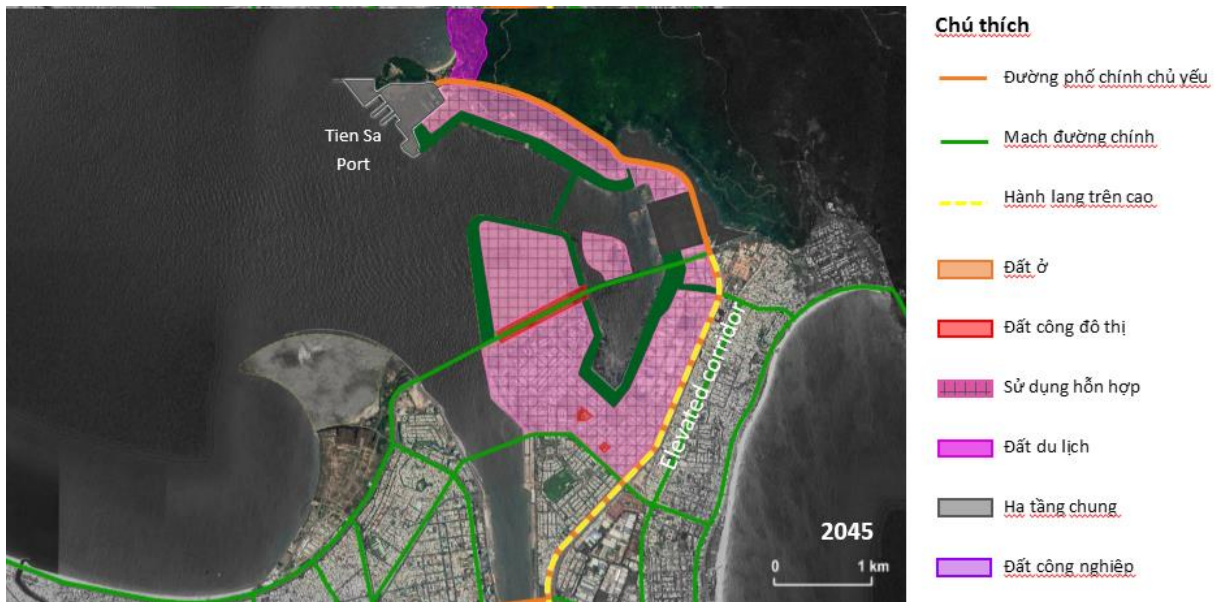 Tien Sa
Port
Elevated corridor
2045
0
1 km
Chú thích
Đường phố chính chủ yếu
Mạch đường chính
Hành lang trên cao
Đất ở
Đất công đô thị
Sử dụng hỗn hợp
Đất du lịch
Hạ tầng chung
Đất công nghiệp